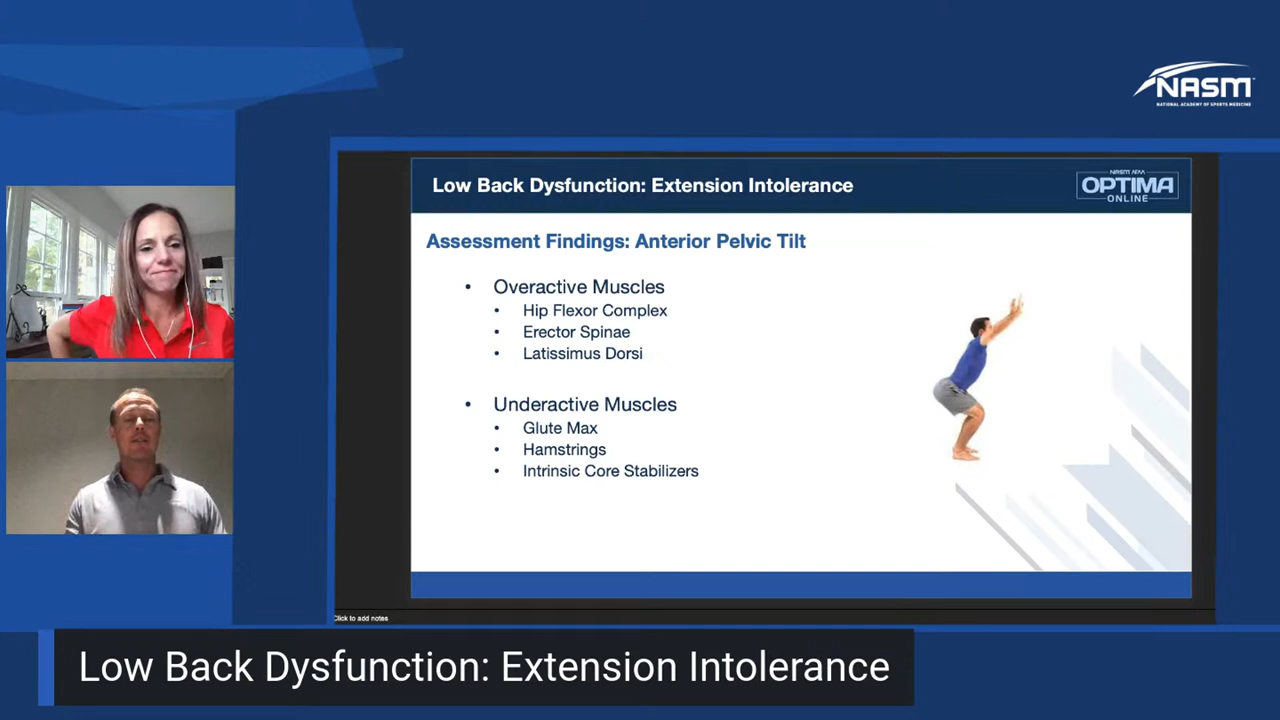 NASM
NATIONAL ACADEMY OF SPORTS MEDICINE
Low Back Dysfunction: Extension Intolerance
NASM AFAA
OPTIMA
ONLINE
Assessment Findings: Anterior Pelvic Tilt
• Overactive Muscles
• Hip Flexor Complex
• Erector Spinae
• Latissimus Dorsi
• Underactive Muscles
• Glute Max
• Hamstrings
• Intrinsic Core Stabilizers
Click to add notes
Low Back Dysfunction: Extension Intolerance